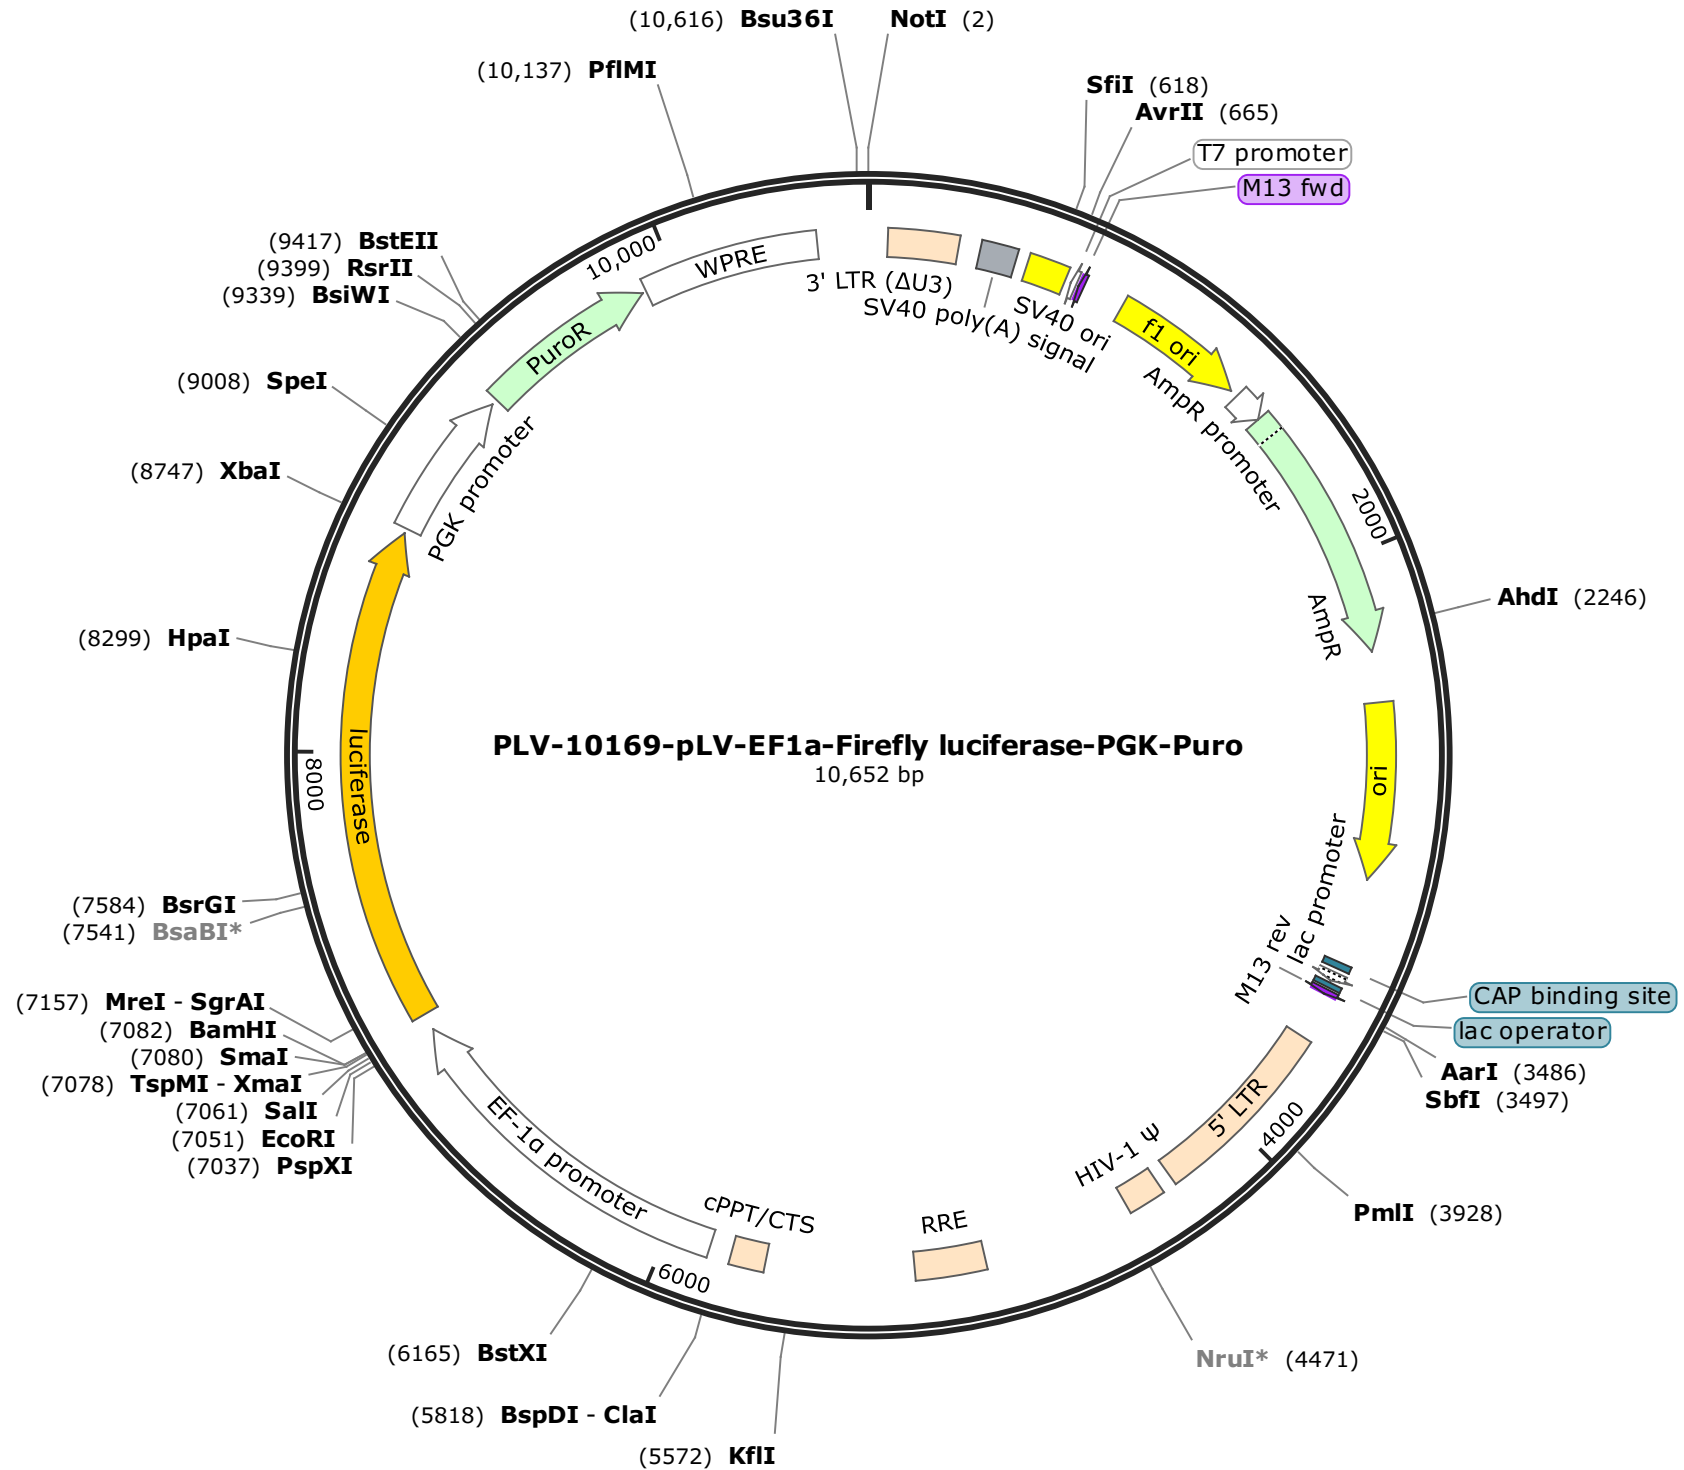 (10,616) Bsu36I
NotI (2)
(10,137) PflMI
SfiI (618)
AvrII (665)
T7 promoter
M13 fwd
(9417) BstEII
(9399) RsrII
(9339) BsiWI
(9008) SpeI
(8747) XbaI
(8299) HpaI
(7584) BsrGI
(7541) BsaBI*
(7157) MreI - SgrAI
(7082) BamHI
(7080) SmaI
(7078) TspMI - XmaI
(7061) SalI
(7051) EcoRI
(7037) PspXI
(6165) BstXI
(5818) BspDI - ClaI
(5572) KflI
NruI* (4471)
PmlI (3928)
SbfI (3497)
AarI (3486)
lac operator
CAP binding site
AhdI (2246)
10,000
WPRE
3' LTR (ΔU3)
SV40 poly(A) signal
SV40 ori
f1 ori
AmpR promoter
2000
AmpR
ori
lac promoter
M13 rev
5' LTR
4000
HIV-1 Ψ
RRE
cPPT/CTS
6000
EF-1α promoter
luciferase
8000
PGK promoter
PuroR
PLV-10169-pLV-EF1a-Firefly luciferase-PGK-Puro
10,652 bp